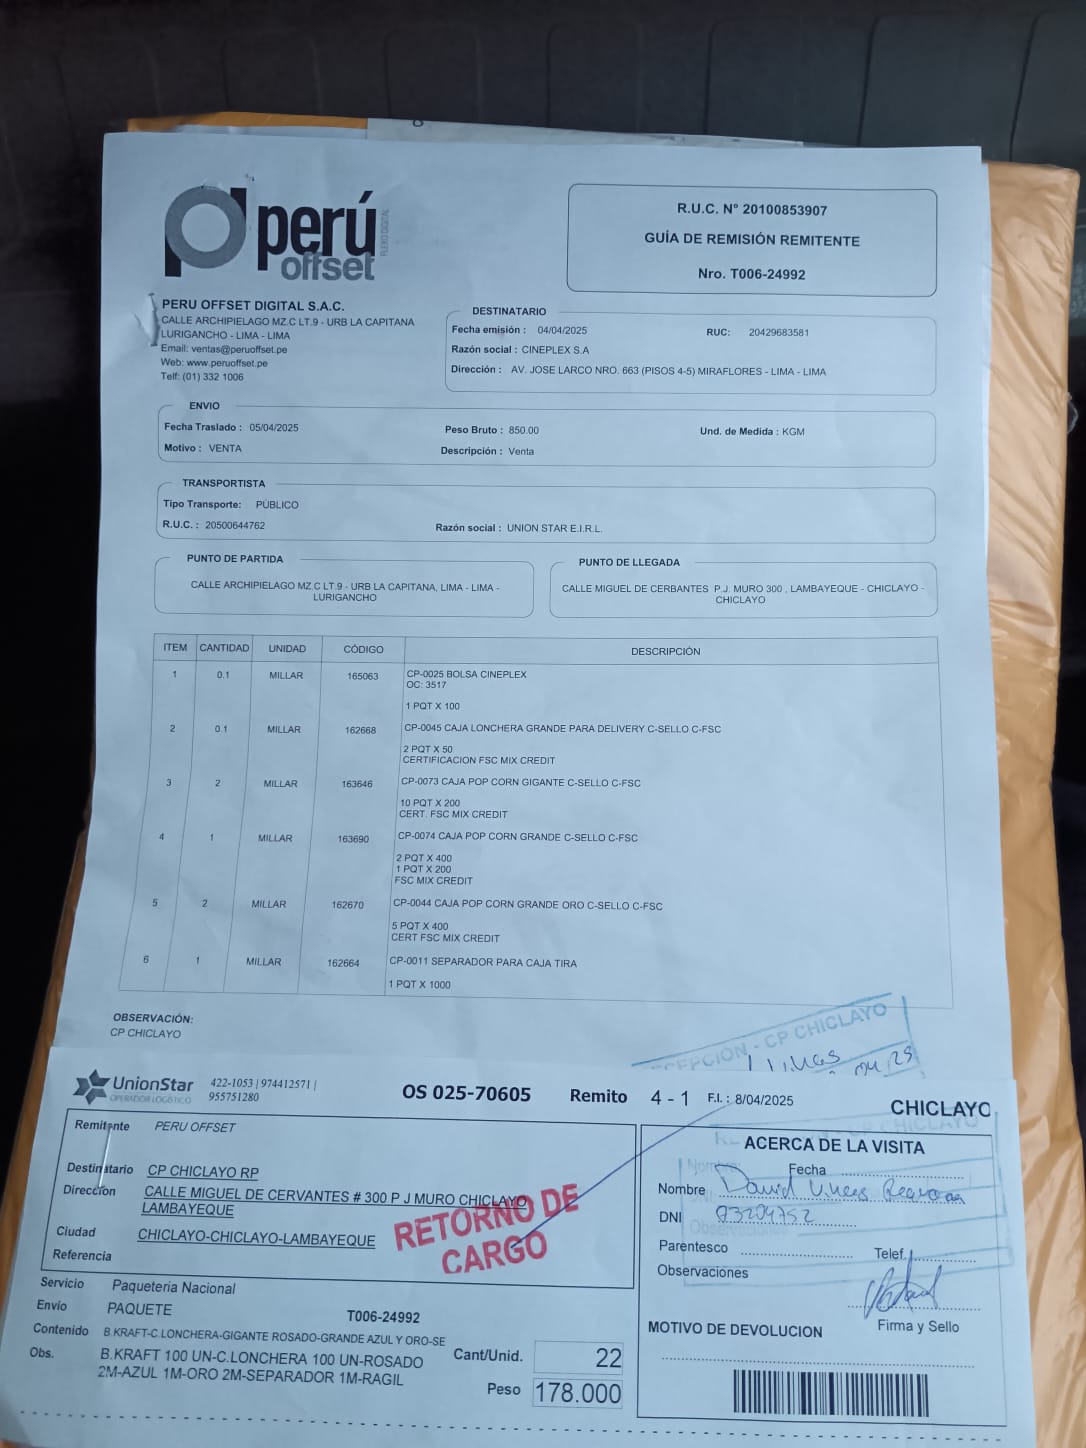 perú
offset
FLEXO DIGITAL
R.U.C. N° 20100853907
GUÍA DE REMISIÓN REMITENTE
Nro. T006-24992
PERU OFFSET DIGITAL S.A.C.
CALLE ARCHIPIELAGO MZ.C LT.9 - URB LA CAPITANA
LURIGANCHO - LIMA - LIMA
Email: ventas@peruoffset.pe
Web: www.peruoffset.pe
Telf: (01) 332 1006
DESTINATARIO
Fecha emisión : 04/04/2025 RUC: 20429683581
Razón social : CINEPLEX S.A
Dirección : AV. JOSE LARCO NRO. 663 (PISOS 4-5) MIRAFLORES - LIMA - LIMA
ENVIO
Fecha Traslado : 05/04/2025 Peso Bruto : 850.00 Und. de Medida : KGM
Motivo : VENTA Descripción : Venta
TRANSPORTISTA
Tipo Transporte: PÚBLICO
R.U.C. : 20500644762 Razón social : UNION STAR E.I.R.L.
PUNTO DE PARTIDA
CALLE ARCHIPIELAGO MZ.C LT.9 - URB LA CAPITANA, LIMA - LIMA -
LURIGANCHO
PUNTO DE LLEGADA
CALLE MIGUEL DE CERBANTES P.J. MURO 300 , LAMBAYEQUE - CHICLAYO -
CHICLAYO
ITEM CANTIDAD UNIDAD CÓDIGO DESCRIPCIÓN
1 0.1 MILLAR 165063 CP-0025 BOLSA CINEPLEX
OC: 3517
1 PQT X 100
2 0.1 MILLAR 162668 CP-0045 CAJA LONCHERA GRANDE PARA DELIVERY C-SELLO C-FSC
2 PQT X 50
CERTIFICACION FSC MIX CREDIT
3 2 MILLAR 163646 CP-0073 CAJA POP CORN GIGANTE C-SELLO C-FSC
10 PQT X 200
CERT. FSC MIX CREDIT
4 1 MILLAR 163690 CP-0074 CAJA POP CORN GRANDE C-SELLO C-FSC
2 PQT X 400
1 PQT X 200
FSC MIX CREDIT
5 2 MILLAR 162670 CP-0044 CAJA POP CORN GRANDE ORO C-SELLO C-FSC
5 PQT X 400
CERT FSC MIX CREDIT
6 1 MILLAR 162664 CP-0011 SEPARADOR PARA CAJA TIRA
1 PQT X 1000
OBSERVACIÓN:
CP CHICLAYO
RECEPCION - CP CHICLAYO
UnionStar
OPERADOR LOGÍSTICO
422-1053 | 974412571 |
955751280
OS 025-70605 Remito 4 - 1 F.I.: 8/04/2025 CHICLAYO
Remitente PERU OFFSET
Destinatario CP CHICLAYO RP
Dirección CALLE MIGUEL DE CERVANTES # 300 P J MURO CHICLAYO
LAMBAYEQUE
Ciudad CHICLAYO-CHICLAYO-LAMBAYEQUE
Referencia
RETORNO DE
CARGO
ACERCA DE LA VISITA
Fecha
Nombre David
DNI 73204752
Parentesco Telef.
Observaciones
Firma y Sello
MOTIVO DE DEVOLUCION
Servicio Paqueteria Nacional
Envío PAQUETE T006-24992
Contenido B.KRAFT-C.LONCHERA-GIGANTE ROSADO-GRANDE AZUL Y ORO-SE
Obs. B.KRAFT 100 UN-C.LONCHERA 100 UN-ROSADO
2M-AZUL 1M-ORO 2M-SEPARADOR 1M-RAGIL
Cant/Unid. 22
Peso 178.000